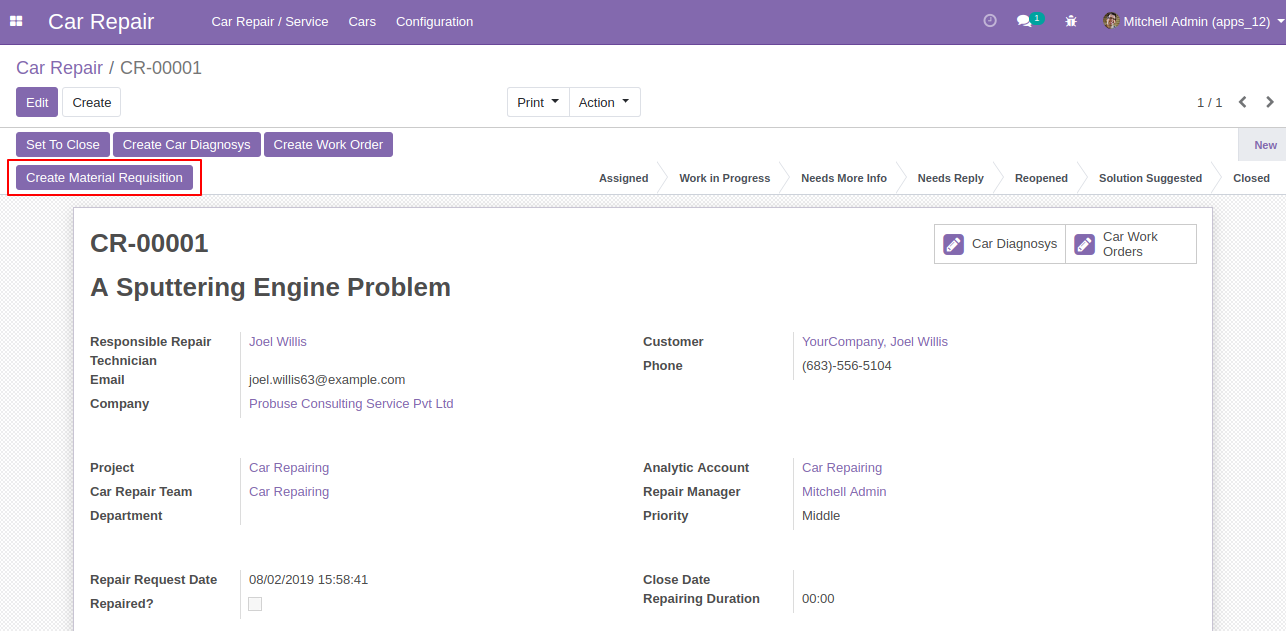 Car Repair Car Repair / Service Cars Configuration 1 Mitchell Admin (apps_12)
Car Repair / CR-00001
Edit Create Print Action 1 / 1
Set To Close Create Car Diagnosys Create Work Order New
Create Material Requisition Assigned Work in Progress Needs More Info Needs Reply Reopened Solution Suggested Closed
CR-00001
Car Diagnosys
Car Work
Orders
A Sputtering Engine Problem
Responsible Repair
Technician Joel Willis
Email joel.willis63@example.com
Company Probuse Consulting Service Pvt Ltd
Customer YourCompany, Joel Willis
Phone (683)-556-5104
Project Car Repairing
Car Repair Team Car Repairing
Department
Analytic Account Car Repairing
Repair Manager Mitchell Admin
Priority Middle
Repair Request Date 08/02/2019 15:58:41
Repaired?
Close Date
Repairing Duration 00:00